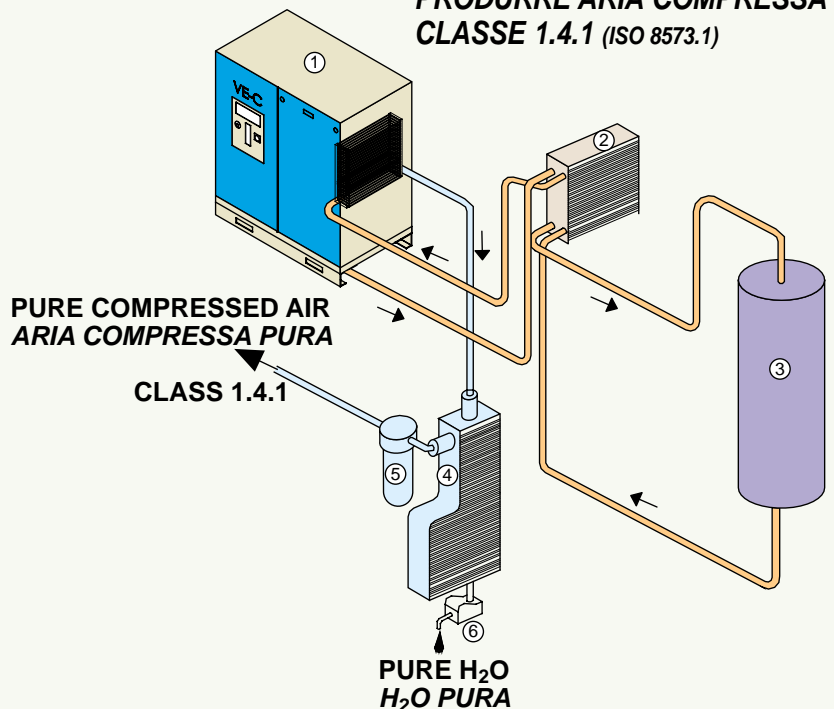 PRODURRE ARIA COMPRESSA
CLASSE 1.4.1 (ISO 8573.1)
1
VE-C
2
PURE COMPRESSED AIR
ARIA COMPRESSA PURA
3
CLASS 1.4.1
5
4
6
PURE H₂O
H₂O PURA